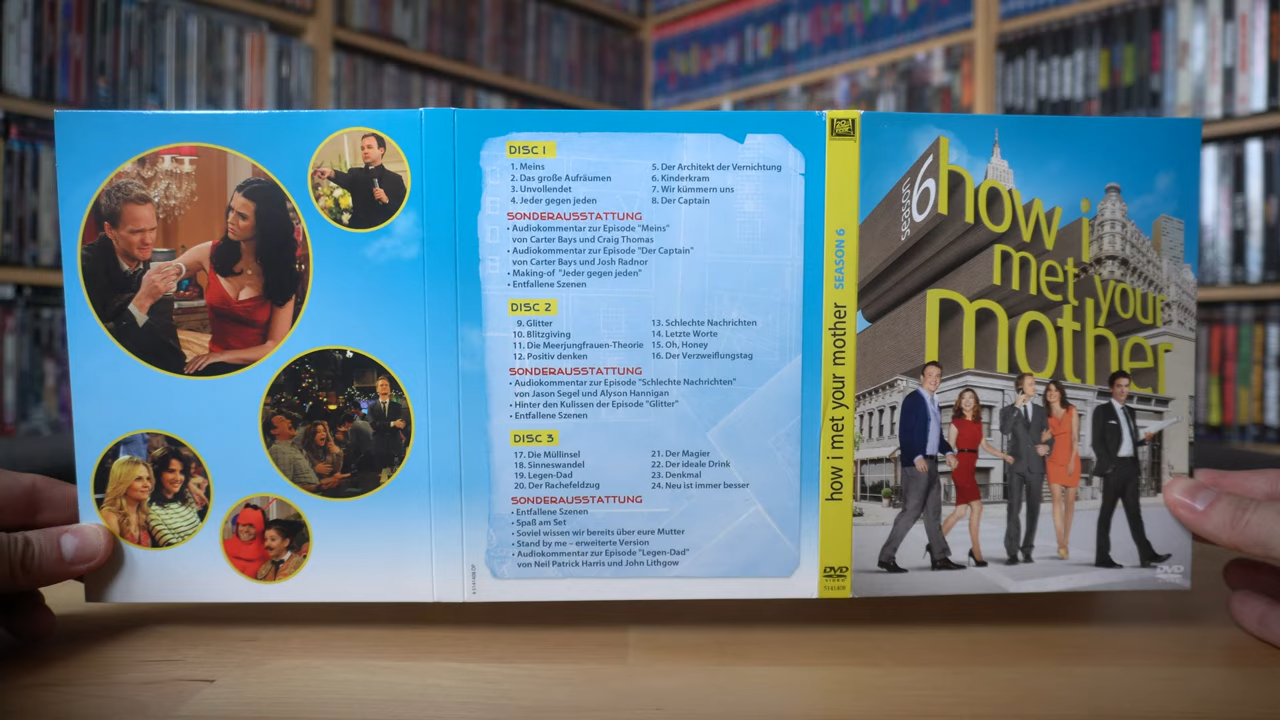 DISC 1
1. Meins
2. Das große Aufräumen
3. Unvollendet
4. Jeder gegen jeden
5. Der Architekt der Vernichtung
6. Kinderkram
7. Wir kümmern uns
8. Der Captain
SONDERAUSSTATTUNG
• Audiokommentar zur Episode "Meins"
von Carter Bays und Craig Thomas
• Audiokommentar zur Episode "Der Captain"
von Carter Bays und Josh Radnor
• Making-of "Jeder gegen jeden"
• Entfallene Szenen
DISC 2
9. Glitter
10. Blitzgiving
11. Die Meerjungfrauen-Theorie
12. Positiv denken
13. Schlechte Nachrichten
14. Letzte Worte
15. Oh, Honey
16. Der Verzweiflungstag
SONDERAUSSTATTUNG
• Audiokommentar zur Episode "Schlechte Nachrichten"
von Jason Segel und Alyson Hannigan
• Hinter den Kulissen der Episode "Glitter"
• Entfallene Szenen
DISC 3
17. Die Müllinsel
18. Sinneswandel
19. Legen-Dad
20. Der Rachefeldzug
21. Der Magier
22. Der ideale Drink
23. Denkmal
24. Neu ist immer besser
SONDERAUSSTATTUNG
• Entfallene Szenen
• Spaß am Set
• Soviel wissen wir bereits über eure Mutter
• Stand by me – erweiterte Version
• Audiokommentar zur Episode "Legen-Dad"
von Neil Patrick Harris und John Lithgow
how i met your mother SEASON 6
DVD
VIDEO
season 6
how i
met your
mother
DVD